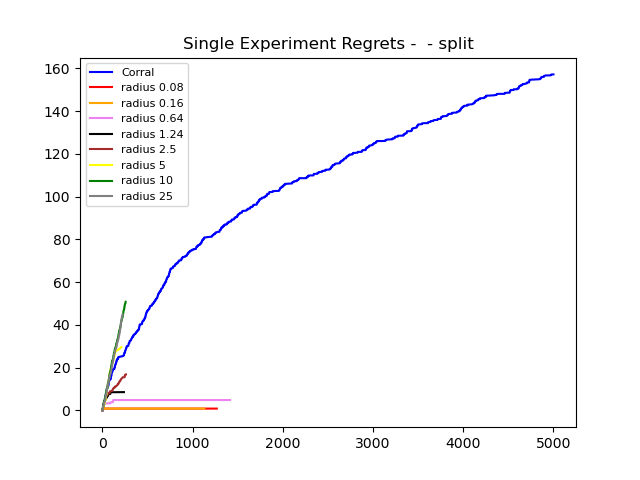 Single Experiment Regrets -  - split
Corral
radius 0.08
radius 0.16
radius 0.64
radius 1.24
radius 2.5
radius 5
radius 10
radius 25
160
140
120
100
80
60
40
20
0
0 1000 2000 3000 4000 5000